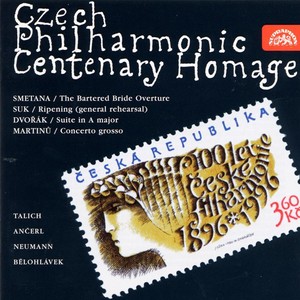 Czech
Philharmonic
Centenary Homage
SUPRAPHON
SMETANA / The Bartered Bride Overture
SUK / Ripening (general rehearsal)
DVOŘÁK / Suite in A major
MARTINŮ / Concerto grosso
ČESKÁ REPUBLIKA
100 let
České
filharmonie
1896-1996
3,60
Kč
TALICH
ANČERL
NEUMANN
BĚLOHLÁVEK